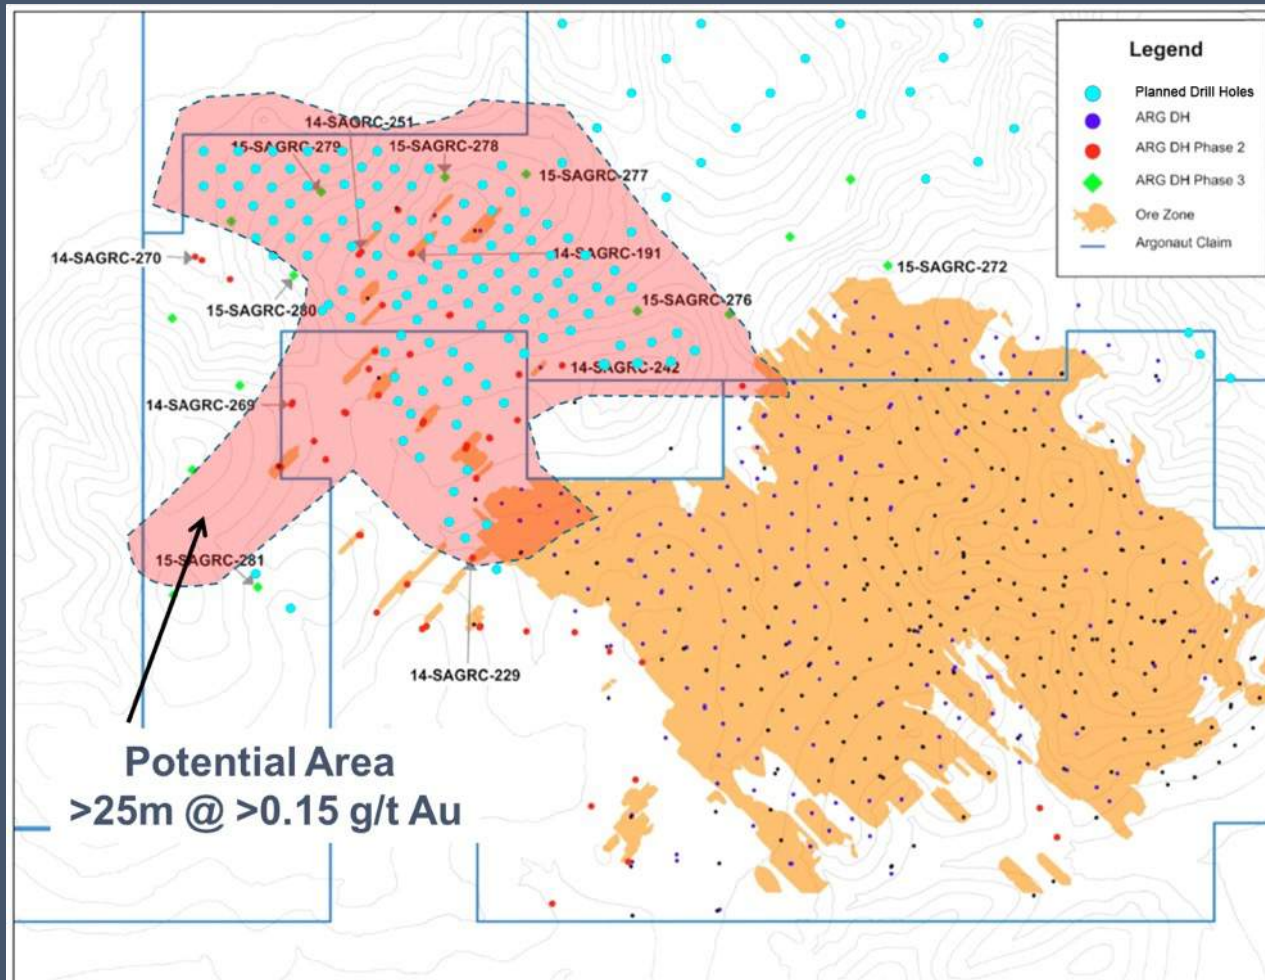 Legend
Planned Drill Holes
ARG DH
ARG DH Phase 2
ARG DH Phase 3
Ore Zone
Argonaut Claim
14-SAGRC-251
15-SAGRC-279
15-SAGRC-278
15-SAGRC-277
14-SAGRC-270
14-SAGRC-191
15-SAGRC-272
15-SAGRC-280
15-SAGRC-276
14-SAGRC-242
14-SAGRC-269
15-SAGRC-281
14-SAGRC-229
Potential Area
>25m @ >0.15 g/t Au